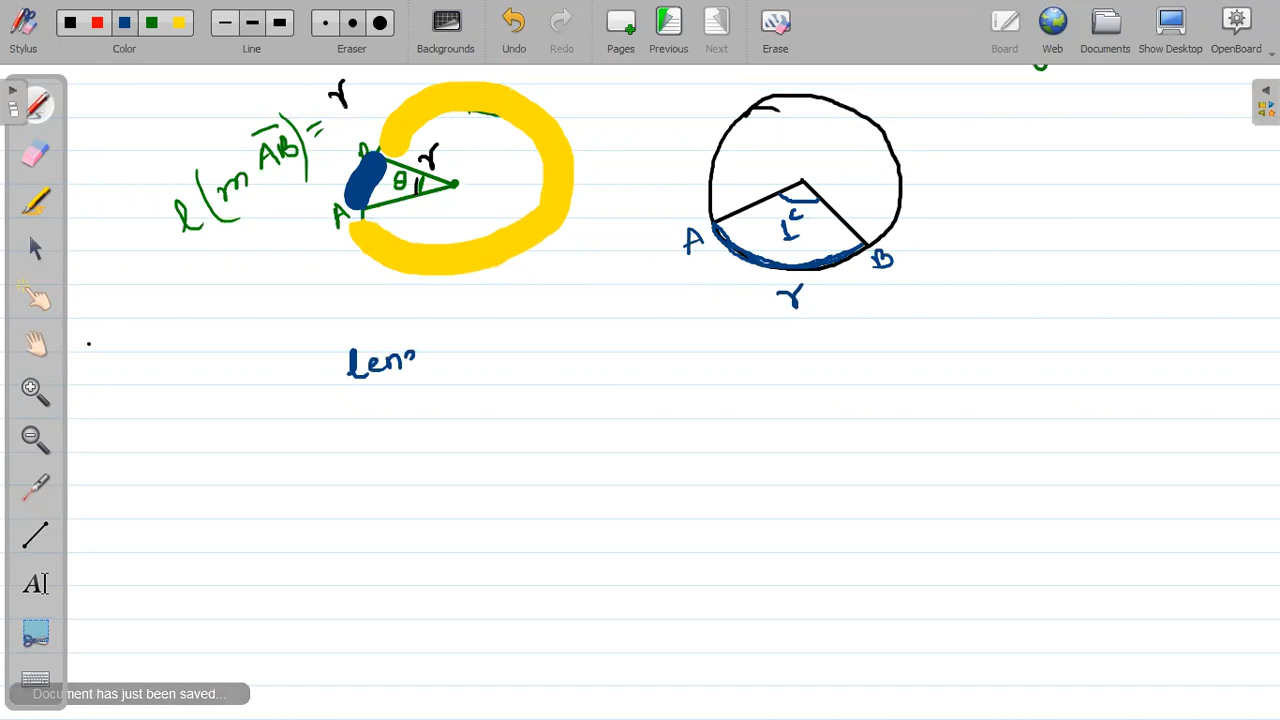 Stylus
Color
Line
Eraser
Backgrounds
Undo
Redo
Pages
Previous
Next
Erase
Board
Web
Documents
Show Desktop
OpenBoard
l(m AB) = r
B
r
θ
A
1ᶜ
A
B
r
len
Document has just been saved...